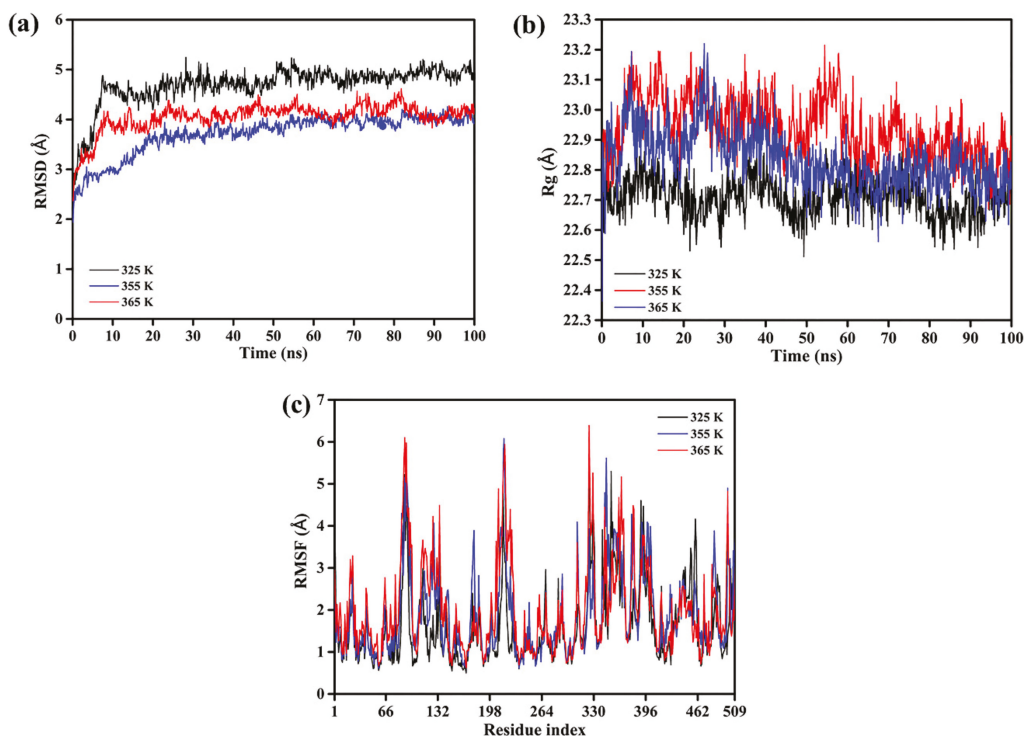 (a)
RMSD (Å)
6
5
4
3
2
1
0
325 K
355 K
365 K
0 10 20 30 40 50 60 70 80 90 100
Time (ns)
(b)
Rg (Å)
23.3
23.2
23.1
23.0
22.9
22.8
22.7
22.6
22.5
22.4
22.3
325 K
355 K
365 K
0 10 20 30 40 50 60 70 80 90 100
Time (ns)
(c)
RMSF (Å)
7
6
5
4
3
2
1
0
325 K
355 K
365 K
1 66 132 198 264 330 396 462 509
Residue index